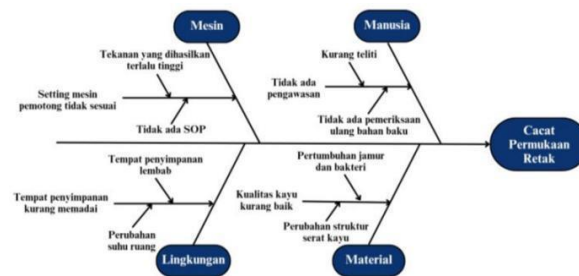 Mesin
Manusia
Tekanan yang dihasilkan
terlalu tinggi
Setting mesin
pemotong tidak sesuai
Tidak ada SOP
Kurang teliti
Tidak ada
pengawasan
Tidak ada pemeriksaan
ulang bahan baku
Cacat
Permukaan
Retak
Tempat penyimpanan
lembab
Tempat penyimpanan
kurang memadai
Perubahan
suhu ruang
Pertumbuhan jamur
dan bakteri
Kualitas kayu
kurang baik
Perubahan struktur
serat kayu
Lingkungan
Material